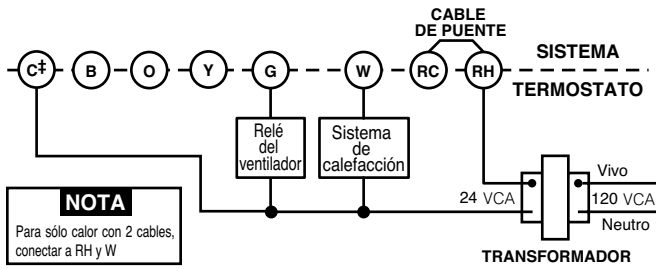 CABLE
DE PUENTE
SISTEMA
C‡ B O Y G W RC RH
TERMOSTATO
Relé
del
ventilador
Sistema
de
calefacción
Vivo
24 VCA
120 VCA
Neutro
TRANSFORMADOR
NOTA
Para sólo calor con 2 cables,
conectar a RH y W